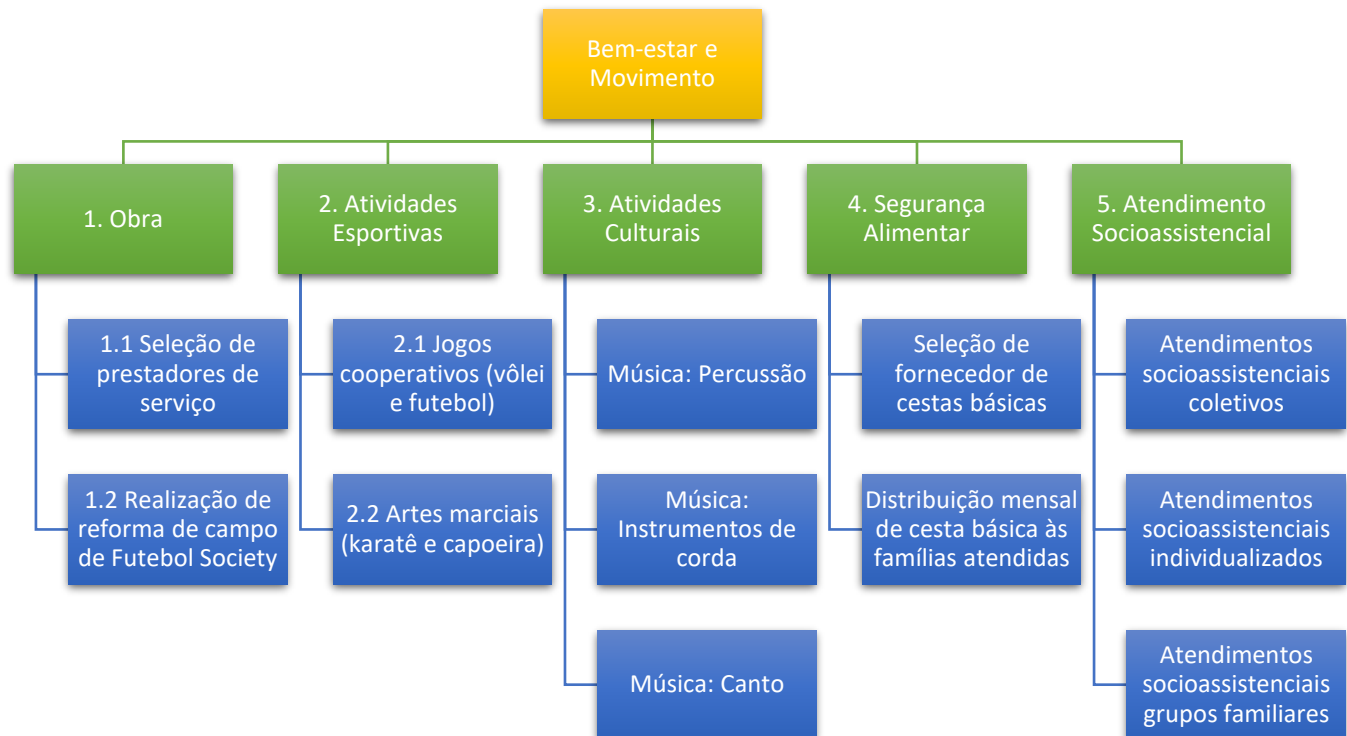 Bem-estar e
Movimento
1. Obra
2. Atividades
Esportivas
3. Atividades
Culturais
4. Segurança
Alimentar
5. Atendimento
Socioassistencial
1.1 Seleção de
prestadores de
serviço
1.2 Realização de
reforma de campo
de Futebol Society
2.1 Jogos
cooperativos (vôlei
e futebol)
2.2 Artes marciais
(karatê e capoeira)
Música: Percussão
Música:
Instrumentos de
corda
Música: Canto
Seleção de
fornecedor de
cestas básicas
Distribuição mensal
de cesta básica às
famílias atendidas
Atendimentos
socioassistenciais
coletivos
Atendimentos
socioassistenciais
individualizados
Atendimentos
socioassistenciais
grupos familiares